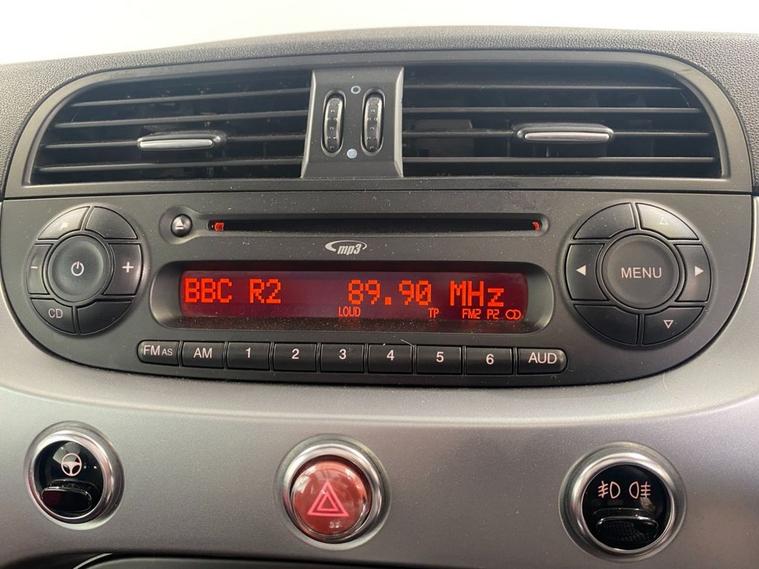 mp3
BBC R2 89.90 MHz
LOUD TP FM2 P2
CD
MENU
FM AS AM 1 2 3 4 5 6 AUD